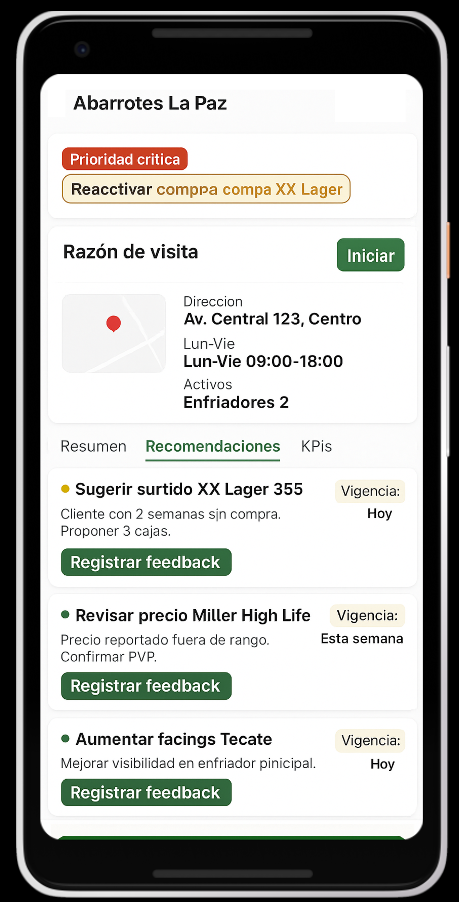 Abarrotes La Paz
Prioridad critica
Reacctivar comppa compa XX Lager
Razón de visita
Iniciar
Direccion
Av. Central 123, Centro
Lun-Vie
Lun-Vie 09:00-18:00
Activos
Enfriadores 2
Resumen Recomendaciones KPis
Sugerir surtido XX Lager 355
Vigencia:
Hoy
Cliente con 2 semanas sjn compra.
Proponer 3 cajas.
Registrar feedback
Revisar precio Miller High Life
Vigencia:
Esta semana
Precio reportado fuera de rango.
Confirmar PVP.
Registrar feedback
Aumentar facings Tecate
Vigencia:
Hoy
Mejorar visibilidad en enfriador pinicipal.
Registrar feedback